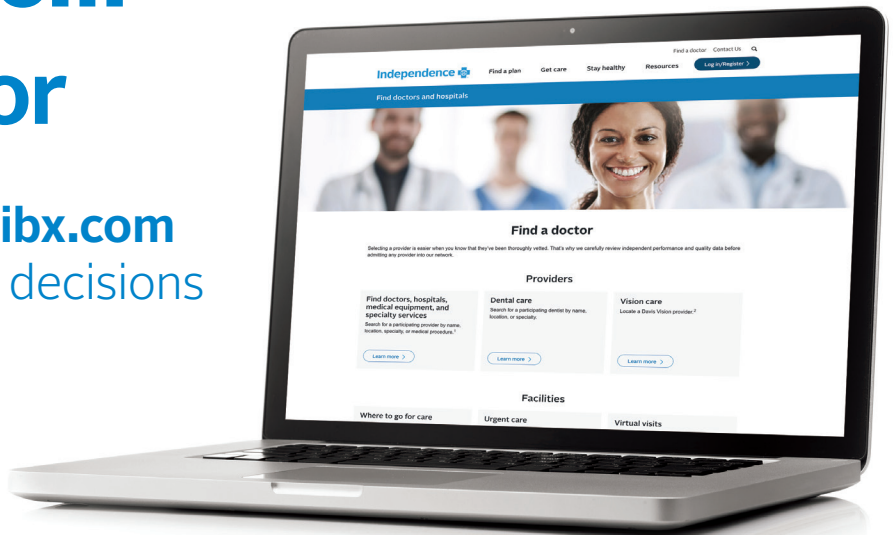 or
ibx.com
decisions
Find a doctor Contact Us
Independence
Find a plan Get care Stay healthy Resources Log in/Register >
Find doctors and hospitals
Find a doctor
Selecting a provider is easier when you know that they've been thoroughly vetted. That's why we carefully review independent performance and quality data before
admitting any provider into our network.
Providers
Find doctors, hospitals,
medical equipment, and
specialty services
Search for a participating provider by name,
location, specialty, or medical procedure.¹
Learn more >
Dental care
Search for a participating dentist by name,
location, or specialty.
Learn more >
Vision care
Locate a Davis Vision provider.²
Learn more >
Facilities
Where to go for care
Urgent care
Virtual visits